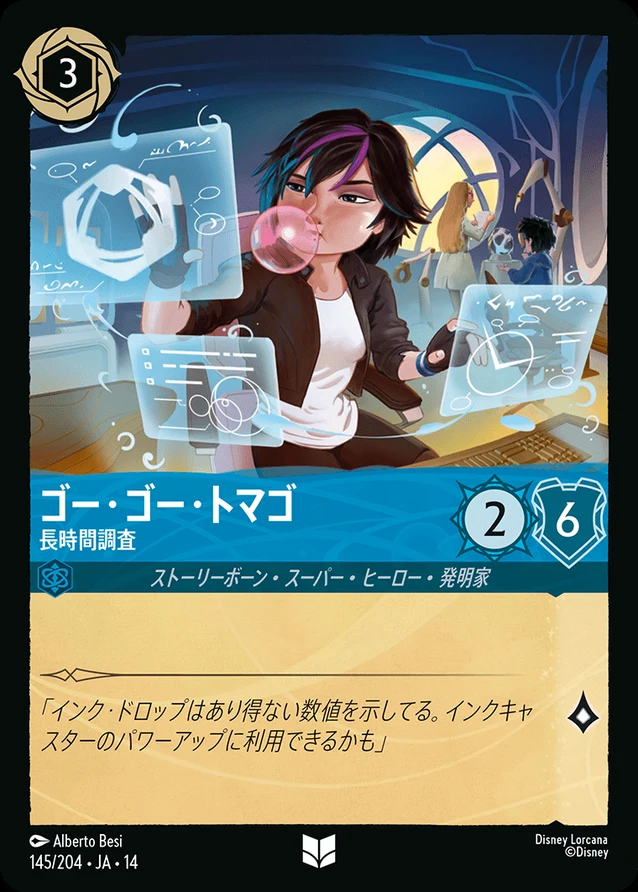 3
ゴー・ゴー・トマゴ
長時間調査
2
6
ストーリーボーン・スーパー・ヒーロー・発明家
「インク・ドロップはあり得ない数値を示してる。インクキャ
スターのパワーアップに利用できるかも」
Alberto Besi
145/204・JA・14
Disney Lorcana
©Disney